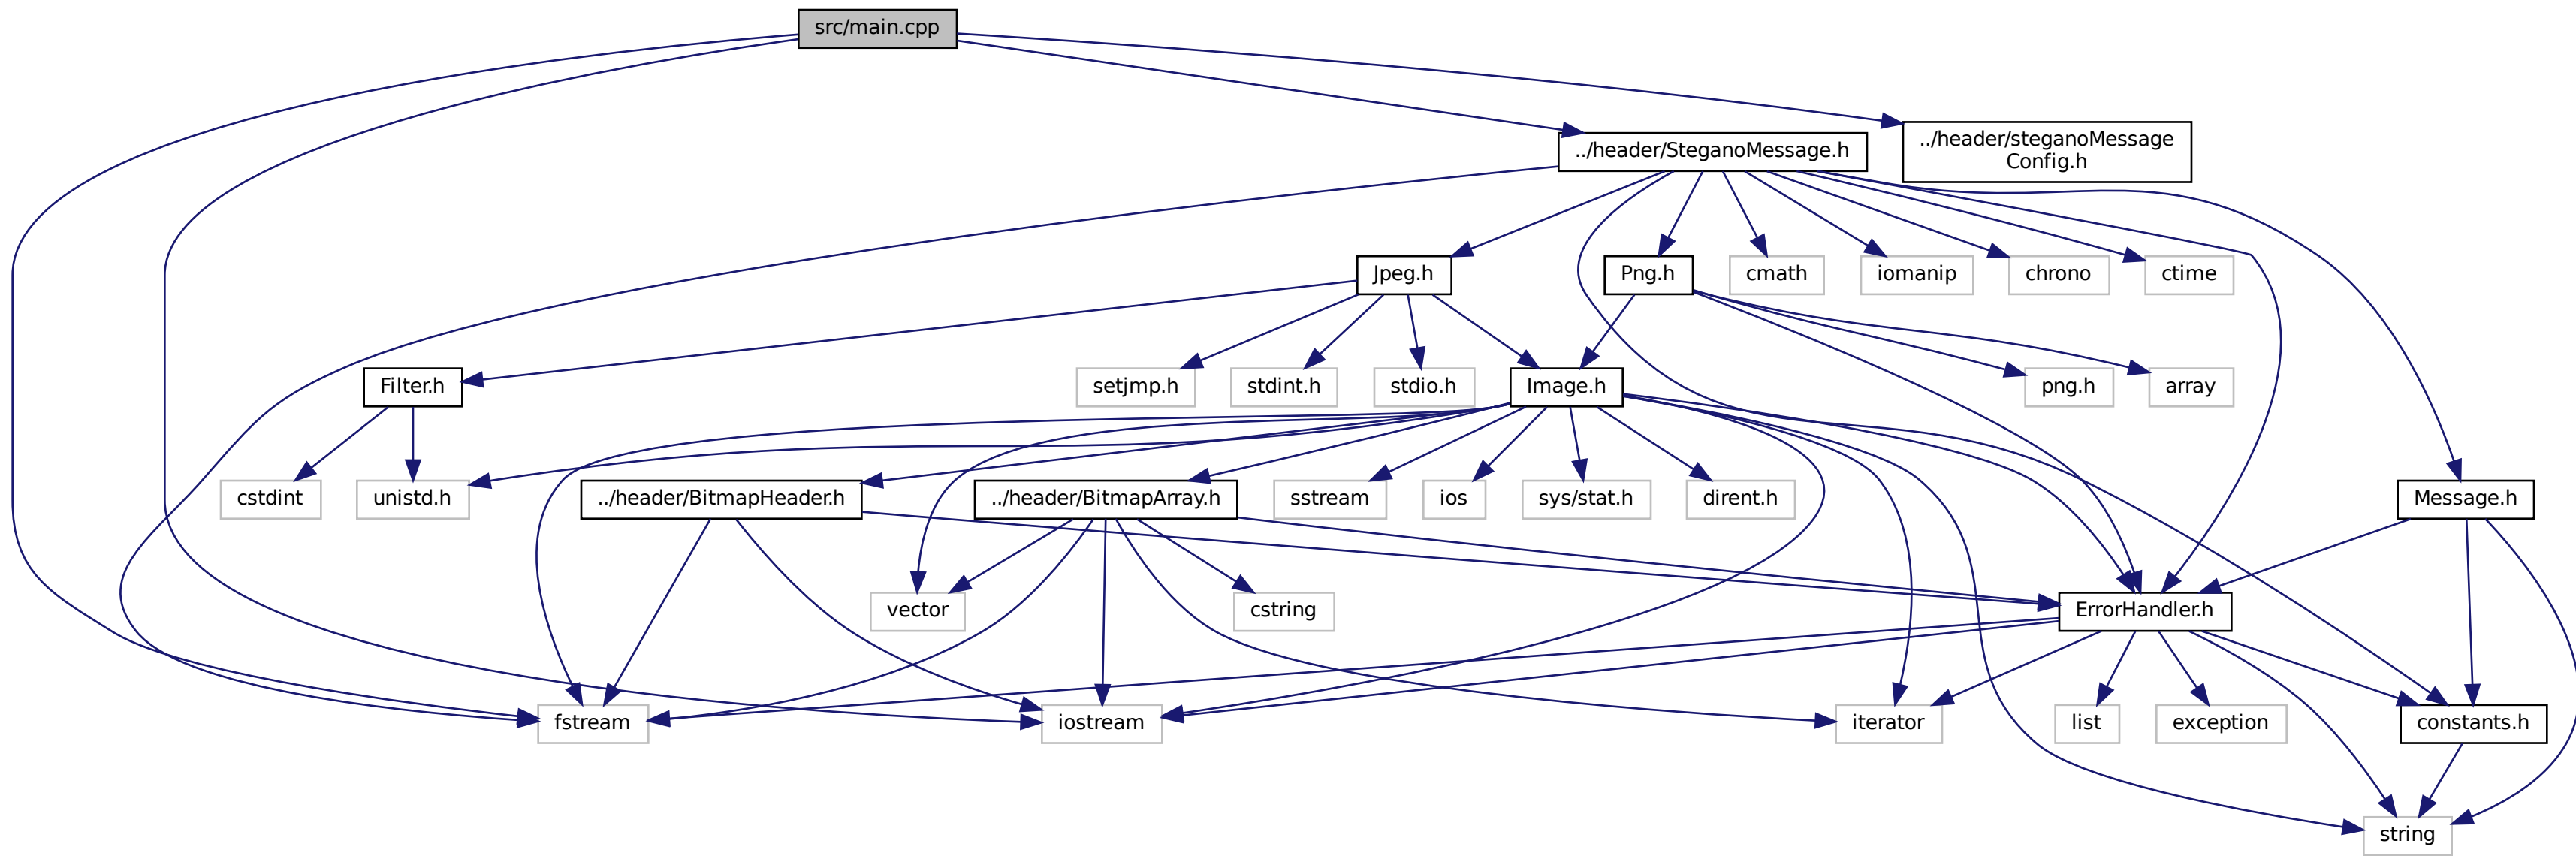 src/main.cpp
../header/SteganoMessage.h
../header/steganoMessage
Config.h
Jpeg.h
Png.h
cmath
iomanip
chrono
ctime
Filter.h
setjmp.h
stdint.h
stdio.h
Image.h
png.h
array
cstdint
unistd.h
../header/BitmapHeader.h
../header/BitmapArray.h
sstream
ios
sys/stat.h
dirent.h
Message.h
vector
cstring
ErrorHandler.h
fstream
iostream
iterator
list
exception
constants.h
string